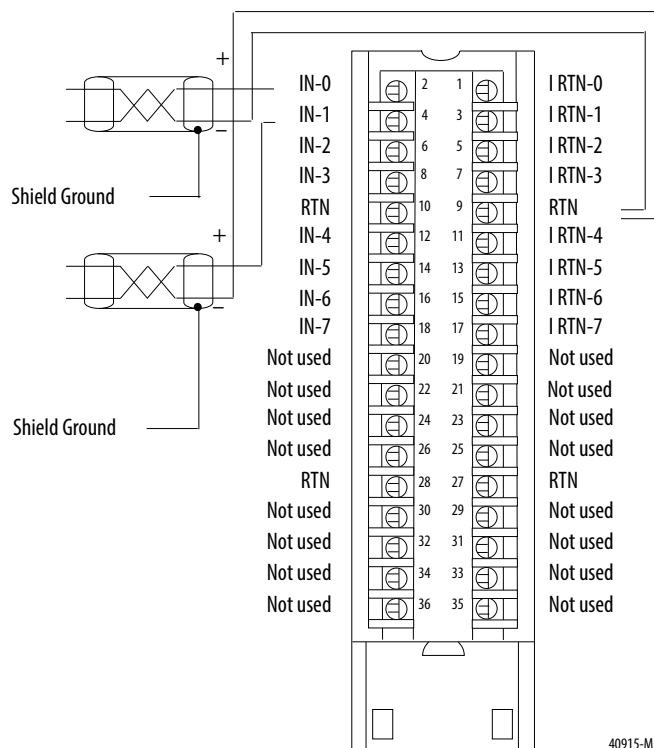 +
IN-0 2 1 I RTN-0
IN-1 4 3 I RTN-1
–
IN-2 6 5 I RTN-2
IN-3 8 7 I RTN-3
Shield Ground
RTN 10 9 RTN
+
IN-4 12 11 I RTN-4
IN-5 14 13 I RTN-5
IN-6 16 15 I RTN-6
–
IN-7 18 17 I RTN-7
Not used 20 19 Not used
Not used 22 21 Not used
Not used 24 23 Not used
Shield Ground
Not used 26 25 Not used
RTN 28 27 RTN
Not used 30 29 Not used
Not used 32 31 Not used
Not used 34 33 Not used
Not used 36 35 Not used
40915-M